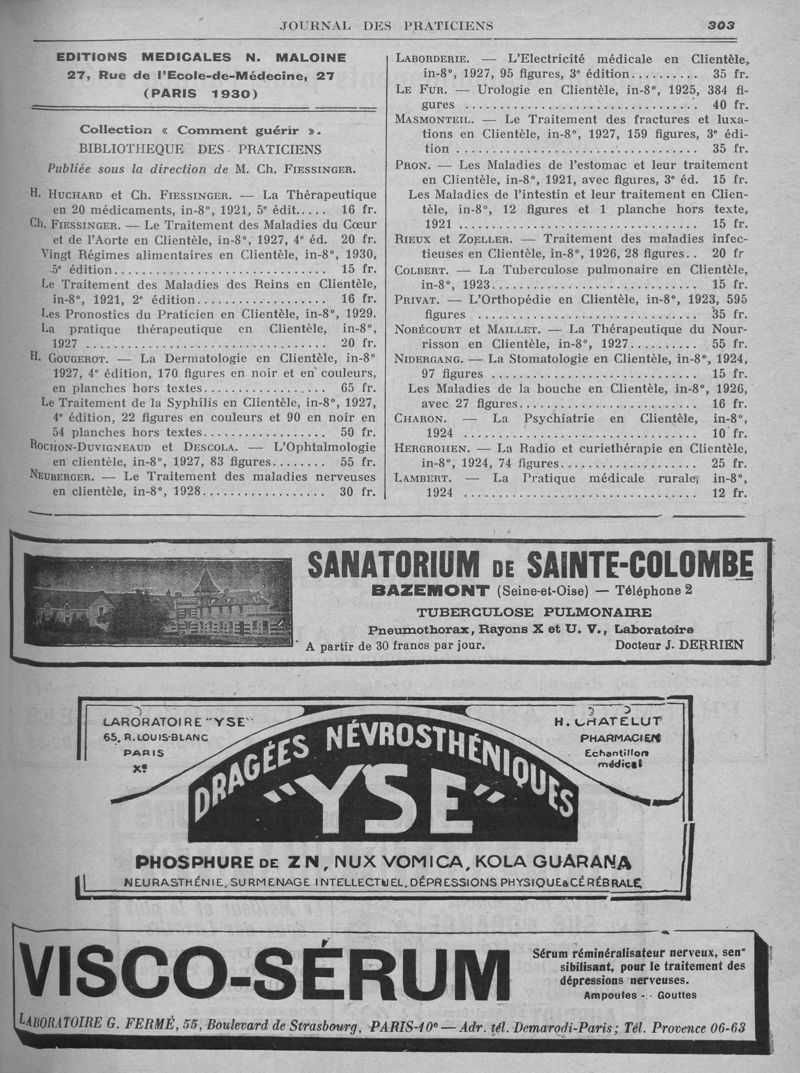 JOURNAL DES PRATICIENS 303
EDITIONS MEDICALES N. MALOINE
27, Rue de l'Ecole-de-Médecine, 27
(PARIS 1930)
Collection « Comment guérir ».
BIBLIOTHEQUE DES PRATICIENS
Publiée sous la direction de M. Ch. FIESSINGER.
H. HUCHARD et Ch. FIESSINGER. — La Thérapeutique
en 20 médicaments, in-8°, 1921, 5e édit..... 16 fr.
Ch. FIESSINGER. — Le Traitement des Maladies du Cœur
et de l'Aorte en Clientèle, in-8°, 1927, 4e éd. 20 fr.
Vingt Régimes alimentaires en Clientèle, in-8°, 1930,
5e édition............................... 15 fr.
Le Traitement des Maladies des Reins en Clientèle,
in-8°, 1921, 2e édition................... 16 fr.
Les Pronostics du Praticien en Clientèle, in-8°, 1929.
La pratique thérapeutique en Clientèle, in-8°,
1927 .................................... 20 fr.
H. GOUGEROT. — La Dermatologie en Clientèle, in-8°
1927, 4e édition, 170 figures en noir et en couleurs,
en planches hors textes.................. 65 fr.
Le Traitement de la Syphilis en Clientèle, in-8°, 1927,
4e édition, 22 figures en couleurs et 90 en noir en
54 planches hors textes.................. 50 fr.
ROCHON-DUVIGNEAUD et DESCOLA. — L'Ophtalmologie
en clientèle, in-8°, 1927, 83 figures........ 55 fr.
NEUBERGER. — Le Traitement des maladies nerveuses
en clientèle, in-8°, 1928.................. 30 fr.
LABORDERIE. — L'Electricité médicale en Clientèle,
in-8°, 1927, 95 figures, 3e édition.......... 35 fr.
LE FUR. — Urologie en Clientèle, in-8°, 1925, 384 fi-
gures .................................. 40 fr.
MASMONTEIL. — Le Traitement des fractures et luxa-
tions en Clientèle, in-8°, 1927, 159 figures, 3e édi-
tion .................................... 35 fr.
PRON. — Les Maladies de l'estomac et leur traitement
en Clientèle, in-8°, 1921, avec figures, 3e éd. 15 fr.
Les Maladies de l'intestin et leur traitement en Clien-
tèle, in-8°, 12 figures et 1 planche hors texte,
1921 .................................... 15 fr.
RIEUX et ZOELLER. — Traitement des maladies infec-
tieuses en Clientèle, in-8°, 1926, 28 figures.. 20 fr
COLBERT. — La Tuberculose pulmonaire en Clientèle,
in-8°, 1923............................... 15 fr.
PRIVAT. — L'Orthopédie en Clientèle, in-8°, 1923, 595
figures .................................. 35 fr.
NOBÉCOURT et MAILLET. — La Thérapeutique du Nour-
risson en Clientèle, in-8°, 1927.......... 55 fr.
NIDERGANG. — La Stomatologie en Clientèle, in-8°, 1924,
97 figures ............................... 15 fr.
Les Maladies de la bouche en Clientèle, in-8°, 1926,
avec 27 figures........................... 16 fr.
CHARON. — La Psychiatrie en Clientèle, in-8°,
1924 .................................... 10 fr.
HERGROHEN. — La Radio et curiethérapie en Clientèle,
in-8°, 1924, 74 figures.................... 25 fr.
LAMBERT. — La Pratique médicale rurale, in-8°,
1924 .................................... 12 fr.
SANATORIUM DE SAINTE-COLOMBE
BAZEMONT (Seine-et-Oise) — Téléphone 2
TUBERCULOSE PULMONAIRE
Pneumothorax, Rayons X et U. V., Laboratoire
A partir de 30 francs par jour. Docteur J. DERRIEN
LARORATOIRE "YSE"
65, R. LOUIS-BLANC
PARIS
Xe
H. CHATELUT
PHARMACIEN
Echantillon
médical
DRAGÉES NÉVROSTHÉNIQUES
"YSE"
PHOSPHURE DE ZN, NUX VOMICA, KOLA GUARANA
NEURASTHÉNIE, SURMENAGE INTELLECTUEL, DÉPRESSIONS PHYSIQUE & CÉRÉBRALE
VISCO-SÉRUM
Sérum réminéralisateur nerveux, sen"
sibilisant, pour le traitement des
dépressions nerveuses.
Ampoules - Gouttes
LABORATOIRE G. FERMÉ, 55, Boulevard de Strasbourg, PARIS-10e — Adr. tél. Demarodi-Paris; Tél. Provence 06-63